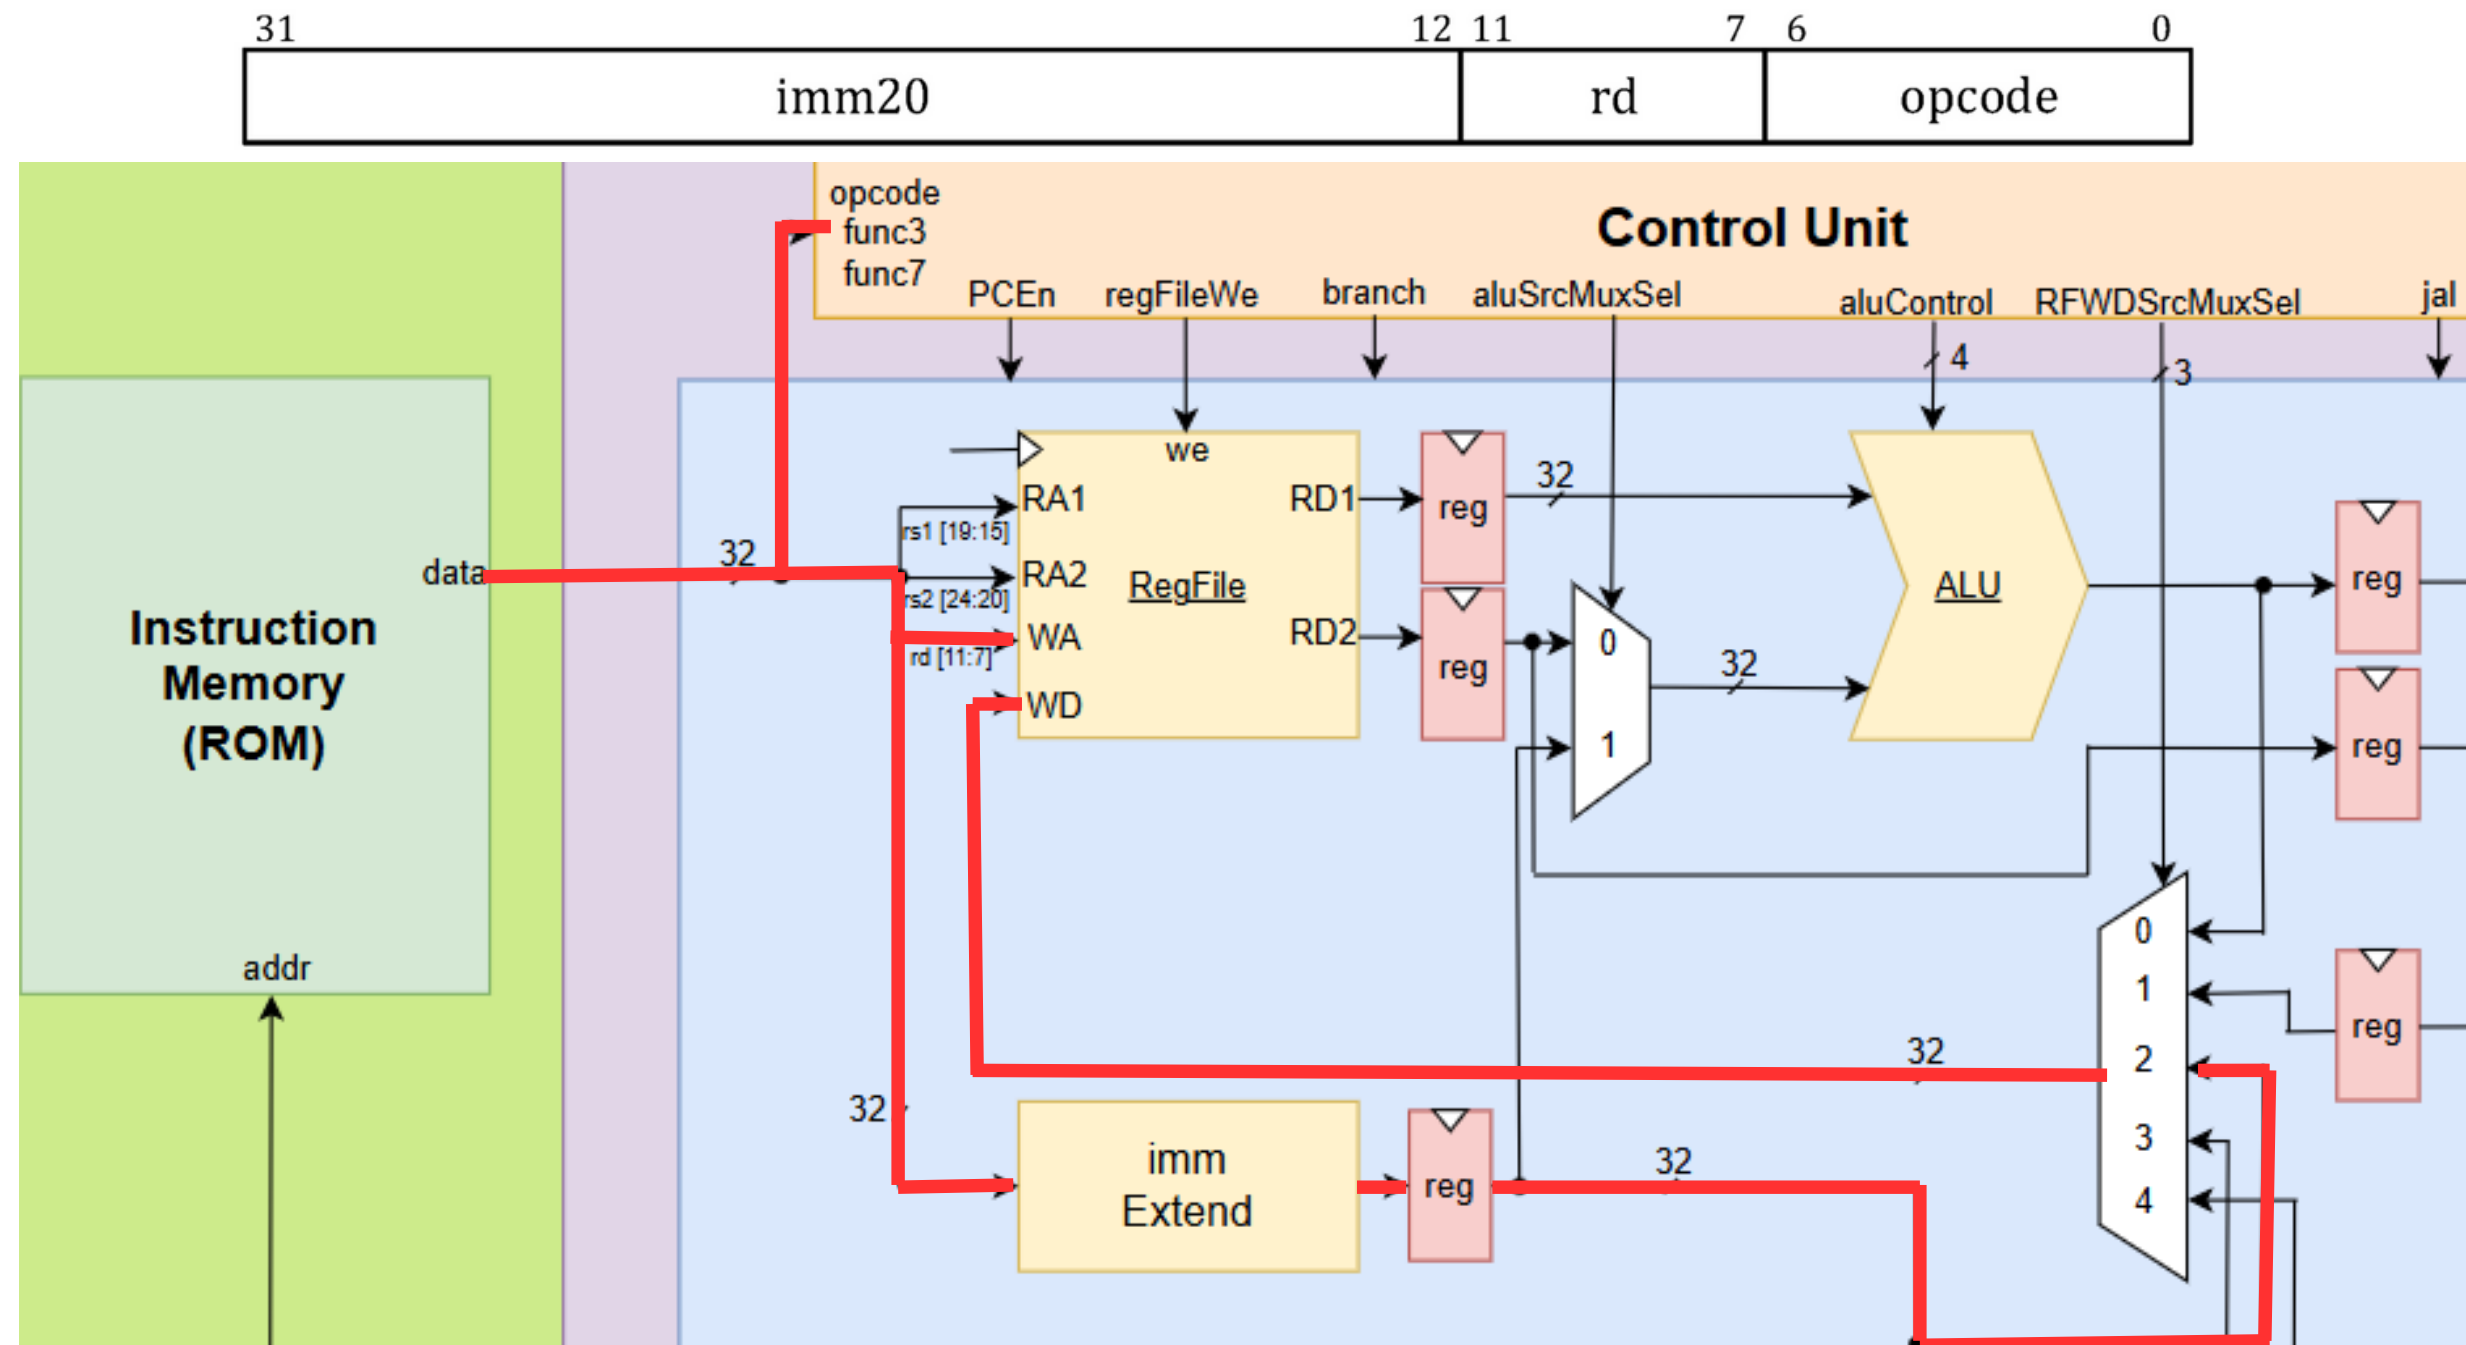 31 12 11 7 6 0
imm20 rd opcode
opcode
func3
func7
Control Unit
PCEn regFileWe branch aluSrcMuxSel aluControl RFWDSrcMuxSel jal
4
3
we
RA1
rs1 [19:15]
RA2
rs2 [24:20]
WA
rd [11:7]
WD
RegFile
RD1
RD2
reg
reg
32
0
1
32
ALU
reg
reg
data
32
Instruction
Memory
(ROM)
addr
0
1
2
3
4
reg
32
32
imm
Extend
reg
32